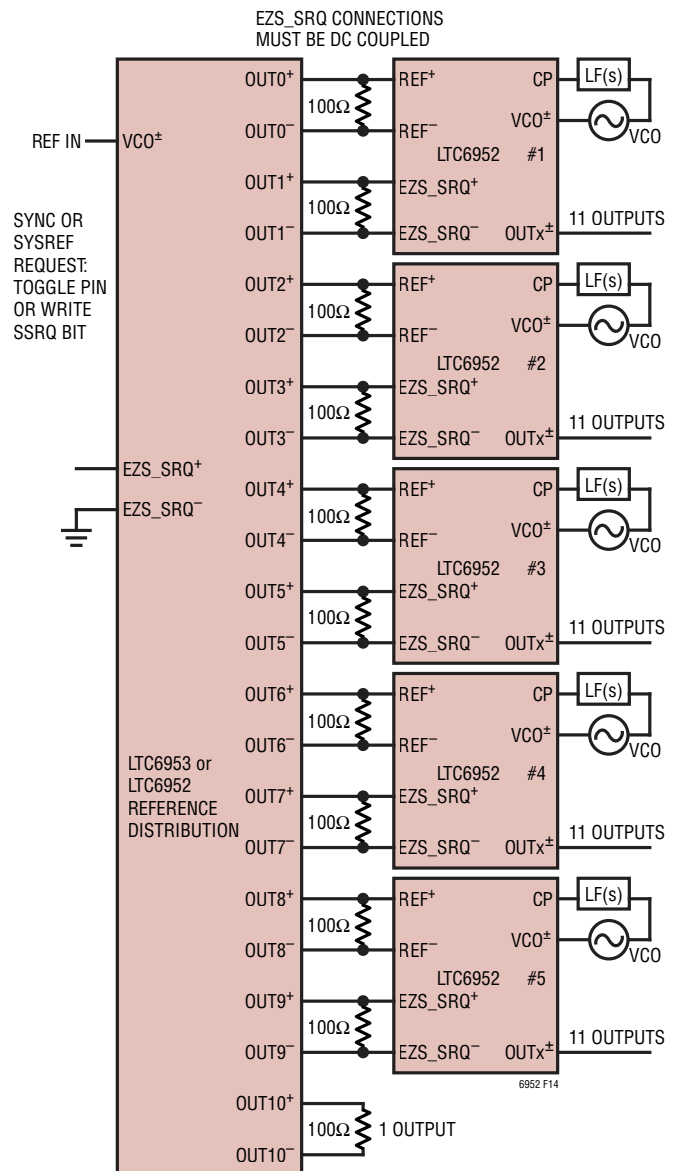 EZS_SRQ CONNECTIONS
MUST BE DC COUPLED
REF IN
VCO±
SYNC OR
SYSREF
REQUEST:
TOGGLE PIN
OR WRITE
SSRQ BIT
EZS_SRQ+
EZS_SRQ−
LTC6953 or
LTC6952
REFERENCE
DISTRIBUTION
OUT0+
100Ω
OUT0−
OUT1+
100Ω
OUT1−
REF+
CP
LF(s)
REF−
VCO±
VCO
LTC6952 #1
EZS_SRQ+
EZS_SRQ−
OUTx±
11 OUTPUTS
OUT2+
100Ω
OUT2−
OUT3+
100Ω
OUT3−
REF+
CP
LF(s)
REF−
VCO±
VCO
LTC6952 #2
EZS_SRQ+
EZS_SRQ−
OUTx±
11 OUTPUTS
OUT4+
100Ω
OUT4−
OUT5+
100Ω
OUT5−
REF+
CP
LF(s)
REF−
VCO±
VCO
LTC6952 #3
EZS_SRQ+
EZS_SRQ−
OUTx±
11 OUTPUTS
OUT6+
100Ω
OUT6−
OUT7+
100Ω
OUT7−
REF+
CP
LF(s)
REF−
VCO±
VCO
LTC6952 #4
EZS_SRQ+
EZS_SRQ−
OUTx±
11 OUTPUTS
OUT8+
100Ω
OUT8−
OUT9+
100Ω
OUT9−
REF+
CP
LF(s)
REF−
VCO±
VCO
LTC6952 #5
EZS_SRQ+
EZS_SRQ−
OUTx±
11 OUTPUTS
6952 F14
OUT10+
100Ω
1 OUTPUT
OUT10−